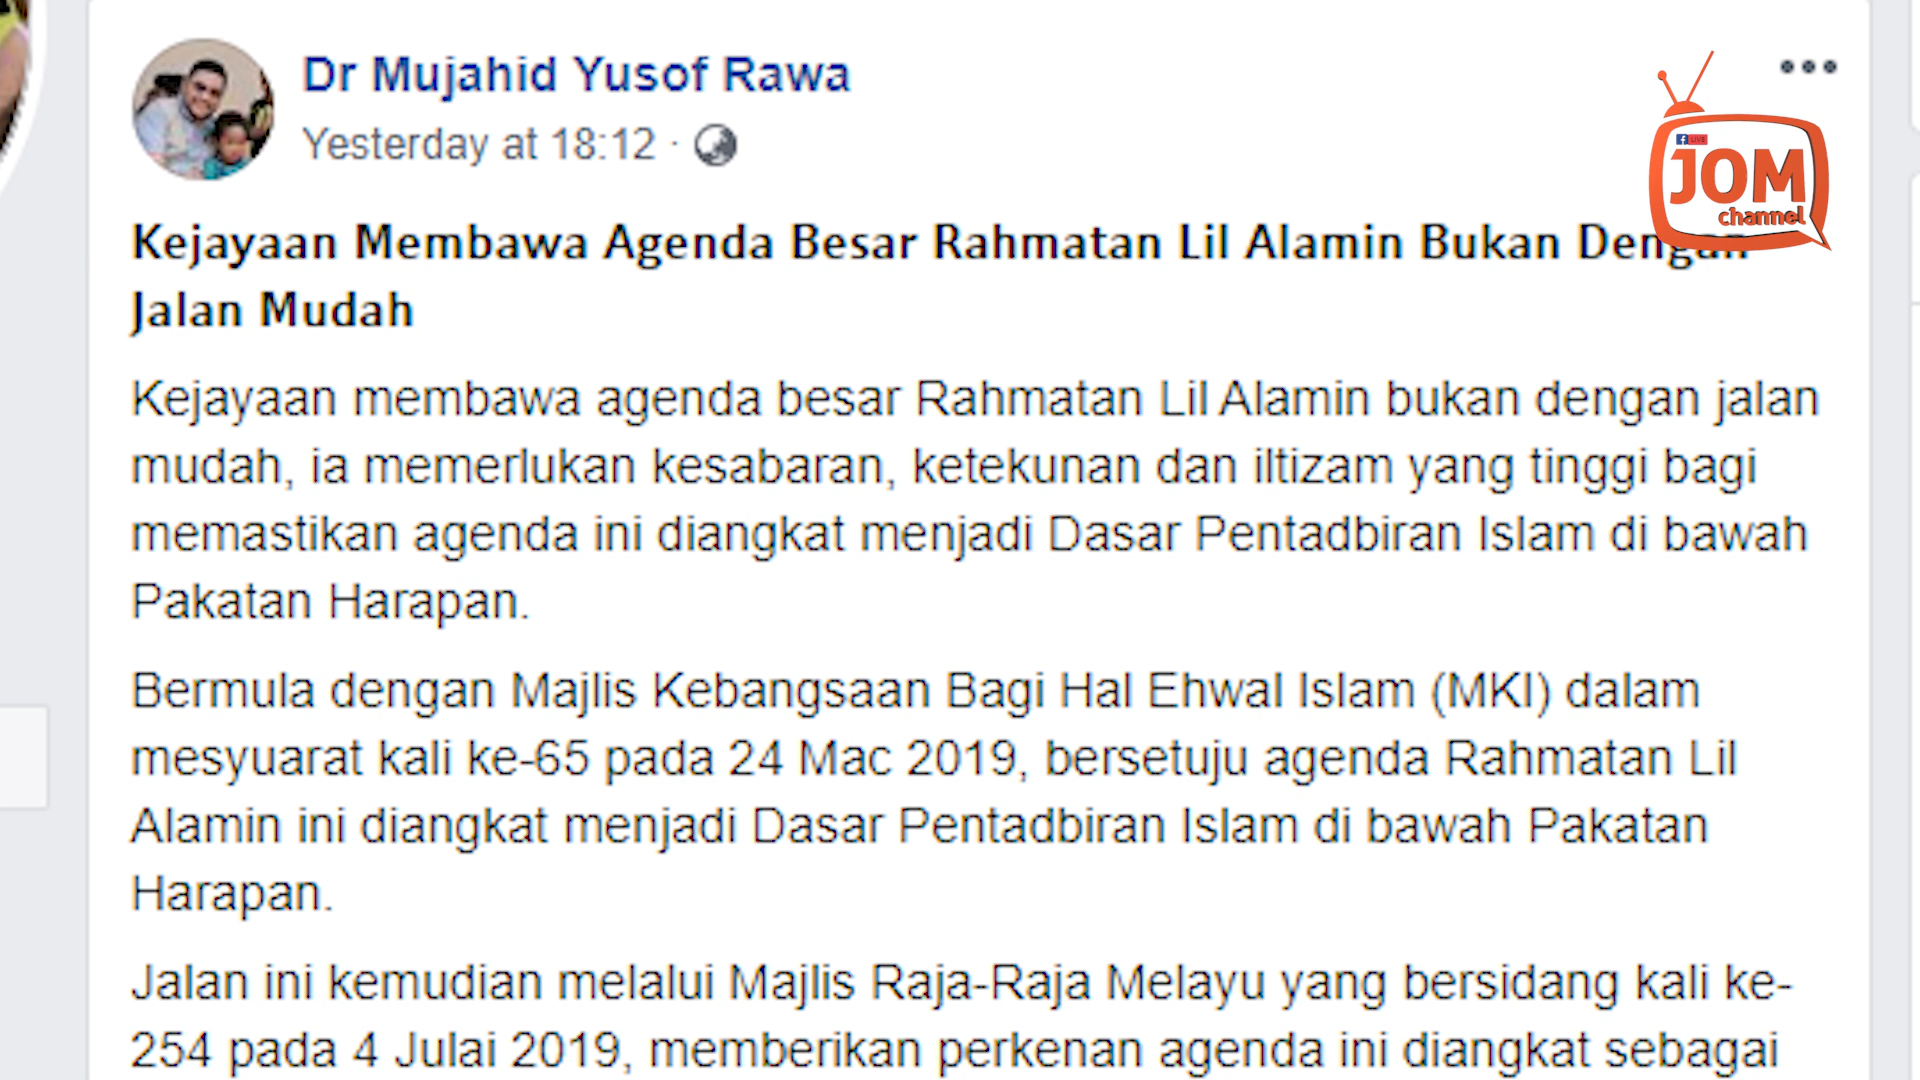 Dr Mujahid Yusof Rawa
Yesterday at 18:12 ·
LIVE
JOM
channel
Kejayaan Membawa Agenda Besar Rahmatan Lil Alamin Bukan Dengan
Jalan Mudah
Kejayaan membawa agenda besar Rahmatan Lil Alamin bukan dengan jalan
mudah, ia memerlukan kesabaran, ketekunan dan iltizam yang tinggi bagi
memastikan agenda ini diangkat menjadi Dasar Pentadbiran Islam di bawah
Pakatan Harapan.
Bermula dengan Majlis Kebangsaan Bagi Hal Ehwal Islam (MKI) dalam
mesyuarat kali ke-65 pada 24 Mac 2019, bersetuju agenda Rahmatan Lil
Alamin ini diangkat menjadi Dasar Pentadbiran Islam di bawah Pakatan
Harapan.
Jalan ini kemudian melalui Majlis Raja-Raja Melayu yang bersidang kali ke-
254 pada 4 Julai 2019, memberikan perkenan agenda ini diangkat sebagai